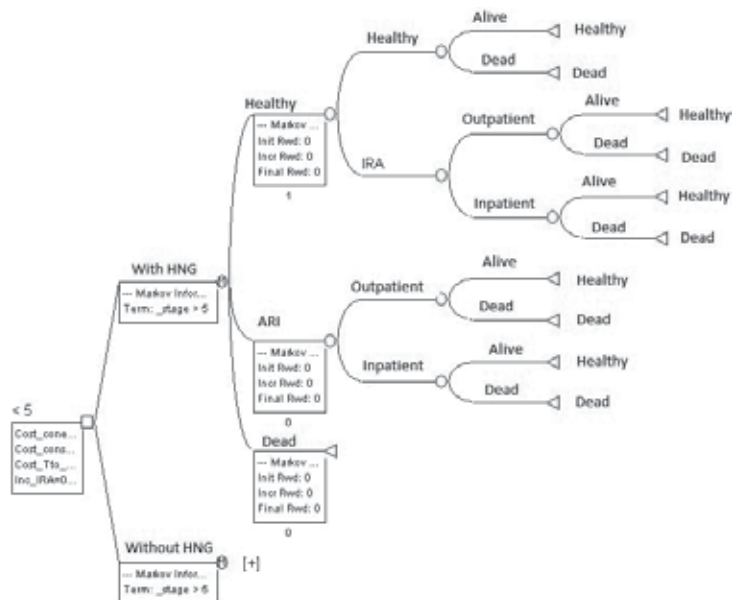 Alive
Healthy
Healthy
Dead
Dead
Healthy
--- Markov ...
Init Rwd: 0
Incr Rwd: 0
Final Rwd: 0
1
Alive
Outpatient
Healthy
Dead
Dead
IRA
Alive
Inpatient
Healthy
Dead
Dead
With HNG
--- Markov Infor...
Term: _stage > 5
Alive
Outpatient
Healthy
Dead
Dead
ARI
--- Markov ...
Init Rwd: 0
Incr Rwd: 0
Final Rwd: 0
0
Alive
Inpatient
Healthy
Dead
Dead
< 5
Cost_cone...
Cost_cons...
Cost_Tto_...
Inc_IRA=0...
Dead
--- Markov ...
Init Rwd: 0
Incr Rwd: 0
Final Rwd: 0
0
Without HNG
[+]
--- Markov Infor...
Term: _stage > 5